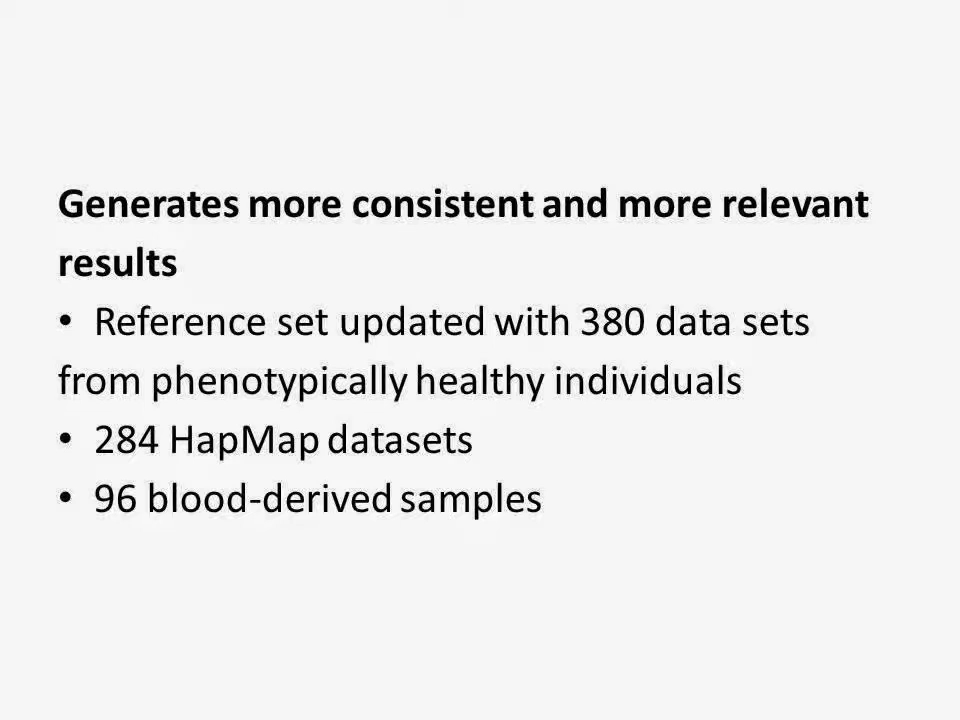 Generates more consistent and more relevant
results
• Reference set updated with 380 data sets
from phenotypically healthy individuals
• 284 HapMap datasets
• 96 blood-derived samples